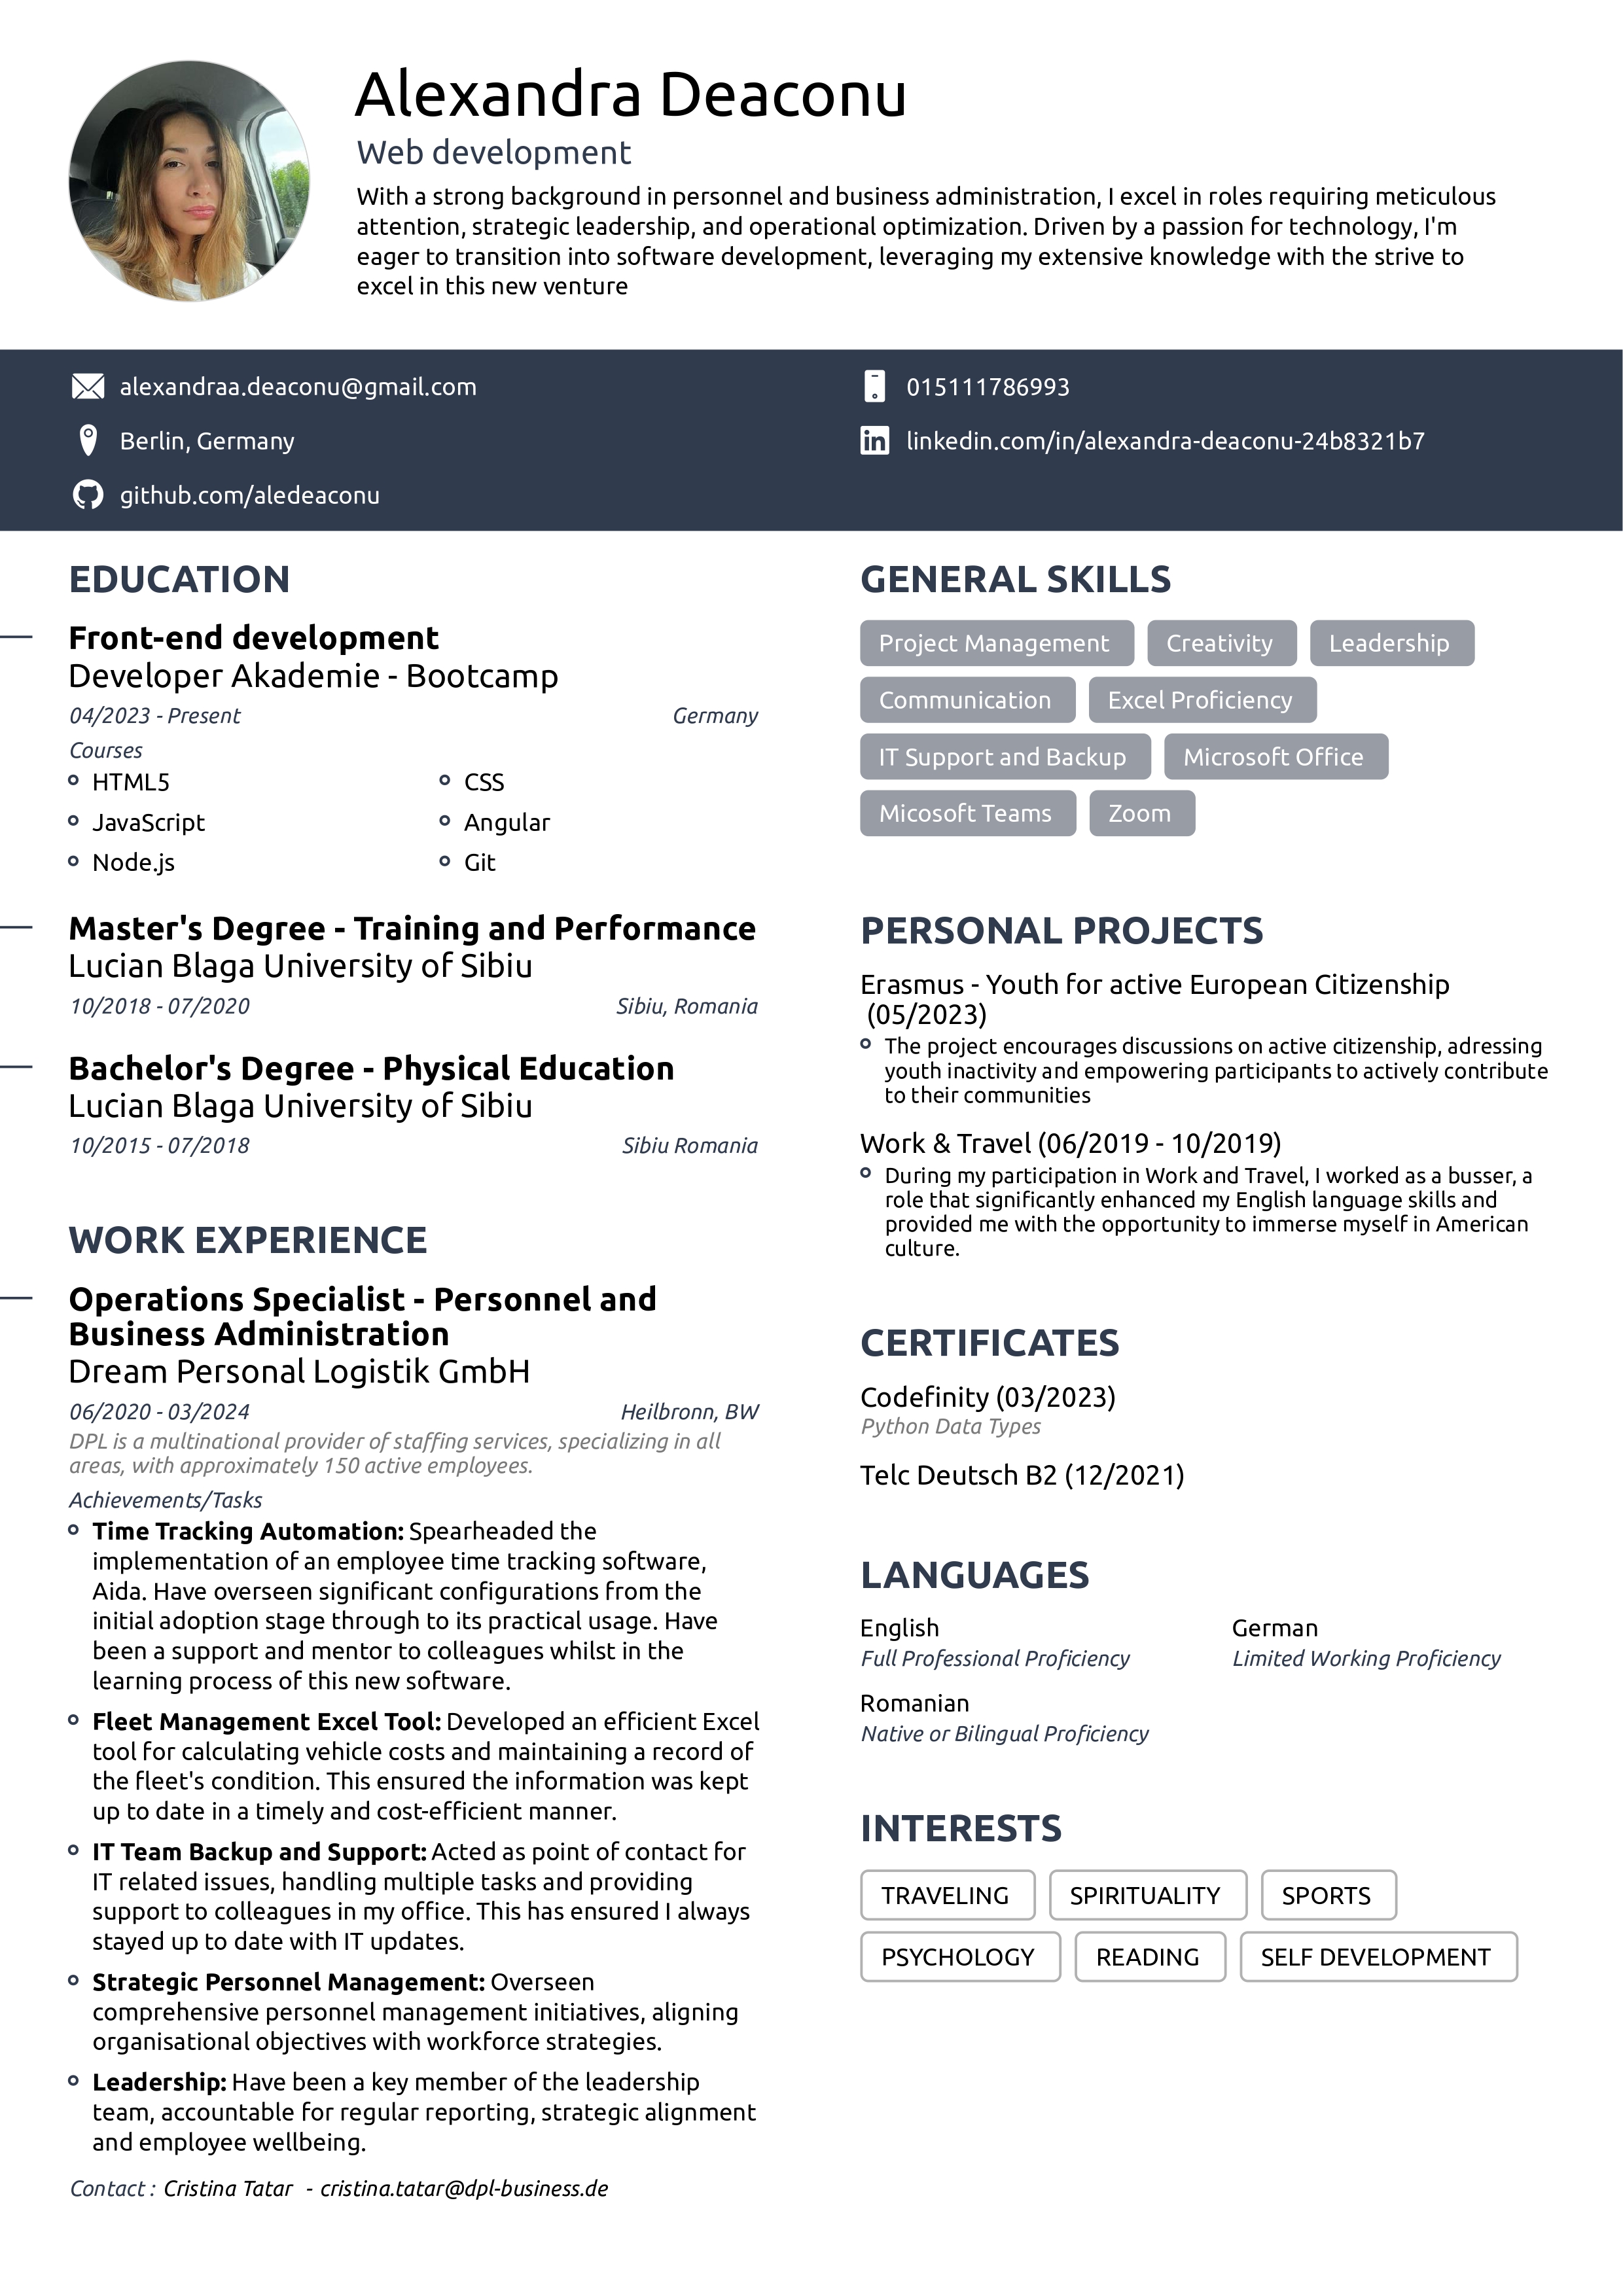 Alexandra Deaconu
Web development
With a strong background in personnel and business administration, I excel in roles requiring meticulous
attention, strategic leadership, and operational optimization. Driven by a passion for technology, I'm
eager to transition into software development, leveraging my extensive knowledge with the strive to
excel in this new venture
alexandraa.deaconu@gmail.com
015111786993
Berlin, Germany
linkedin.com/in/alexandra-deaconu-24b8321b7
github.com/aledeaconu
EDUCATION
Front-end development
Developer Akademie - Bootcamp
04/2023 - Present
Germany
Courses
HTML5
CSS
JavaScript
Angular
Node.js
Git
Master's Degree - Training and Performance
Lucian Blaga University of Sibiu
10/2018 - 07/2020
Sibiu, Romania
Bachelor's Degree - Physical Education
Lucian Blaga University of Sibiu
10/2015 - 07/2018
Sibiu Romania
WORK EXPERIENCE
Operations Specialist - Personnel and
Business Administration
Dream Personal Logistik GmbH
06/2020 - 03/2024
Heilbronn, BW
DPL is a multinational provider of staffing services, specializing in all
areas, with approximately 150 active employees.
Achievements/Tasks
Time Tracking Automation: Spearheaded the
implementation of an employee time tracking software,
Aida. Have overseen significant configurations from the
initial adoption stage through to its practical usage. Have
been a support and mentor to colleagues whilst in the
learning process of this new software.
Fleet Management Excel Tool: Developed an efficient Excel
tool for calculating vehicle costs and maintaining a record of
the fleet's condition. This ensured the information was kept
up to date in a timely and cost-efficient manner.
IT Team Backup and Support: Acted as point of contact for
IT related issues, handling multiple tasks and providing
support to colleagues in my office. This has ensured I always
stayed up to date with IT updates.
Strategic Personnel Management: Overseen
comprehensive personnel management initiatives, aligning
organisational objectives with workforce strategies.
Leadership: Have been a key member of the leadership
team, accountable for regular reporting, strategic alignment
and employee wellbeing.
Contact : Cristina Tatar - cristina.tatar@dpl-business.de
GENERAL SKILLS
Project Management
Creativity
Leadership
Communication
Excel Proficiency
IT Support and Backup
Microsoft Office
Micosoft Teams
Zoom
PERSONAL PROJECTS
Erasmus - Youth for active European Citizenship
(05/2023)
The project encourages discussions on active citizenship, adressing
youth inactivity and empowering participants to actively contribute
to their communities
Work & Travel (06/2019 - 10/2019)
During my participation in Work and Travel, I worked as a busser, a
role that significantly enhanced my English language skills and
provided me with the opportunity to immerse myself in American
culture.
CERTIFICATES
Codefinity (03/2023)
Python Data Types
Telc Deutsch B2 (12/2021)
LANGUAGES
English
German
Full Professional Proficiency
Limited Working Proficiency
Romanian
Native or Bilingual Proficiency
INTERESTS
TRAVELING
SPIRITUALITY
SPORTS
PSYCHOLOGY
READING
SELF DEVELOPMENT